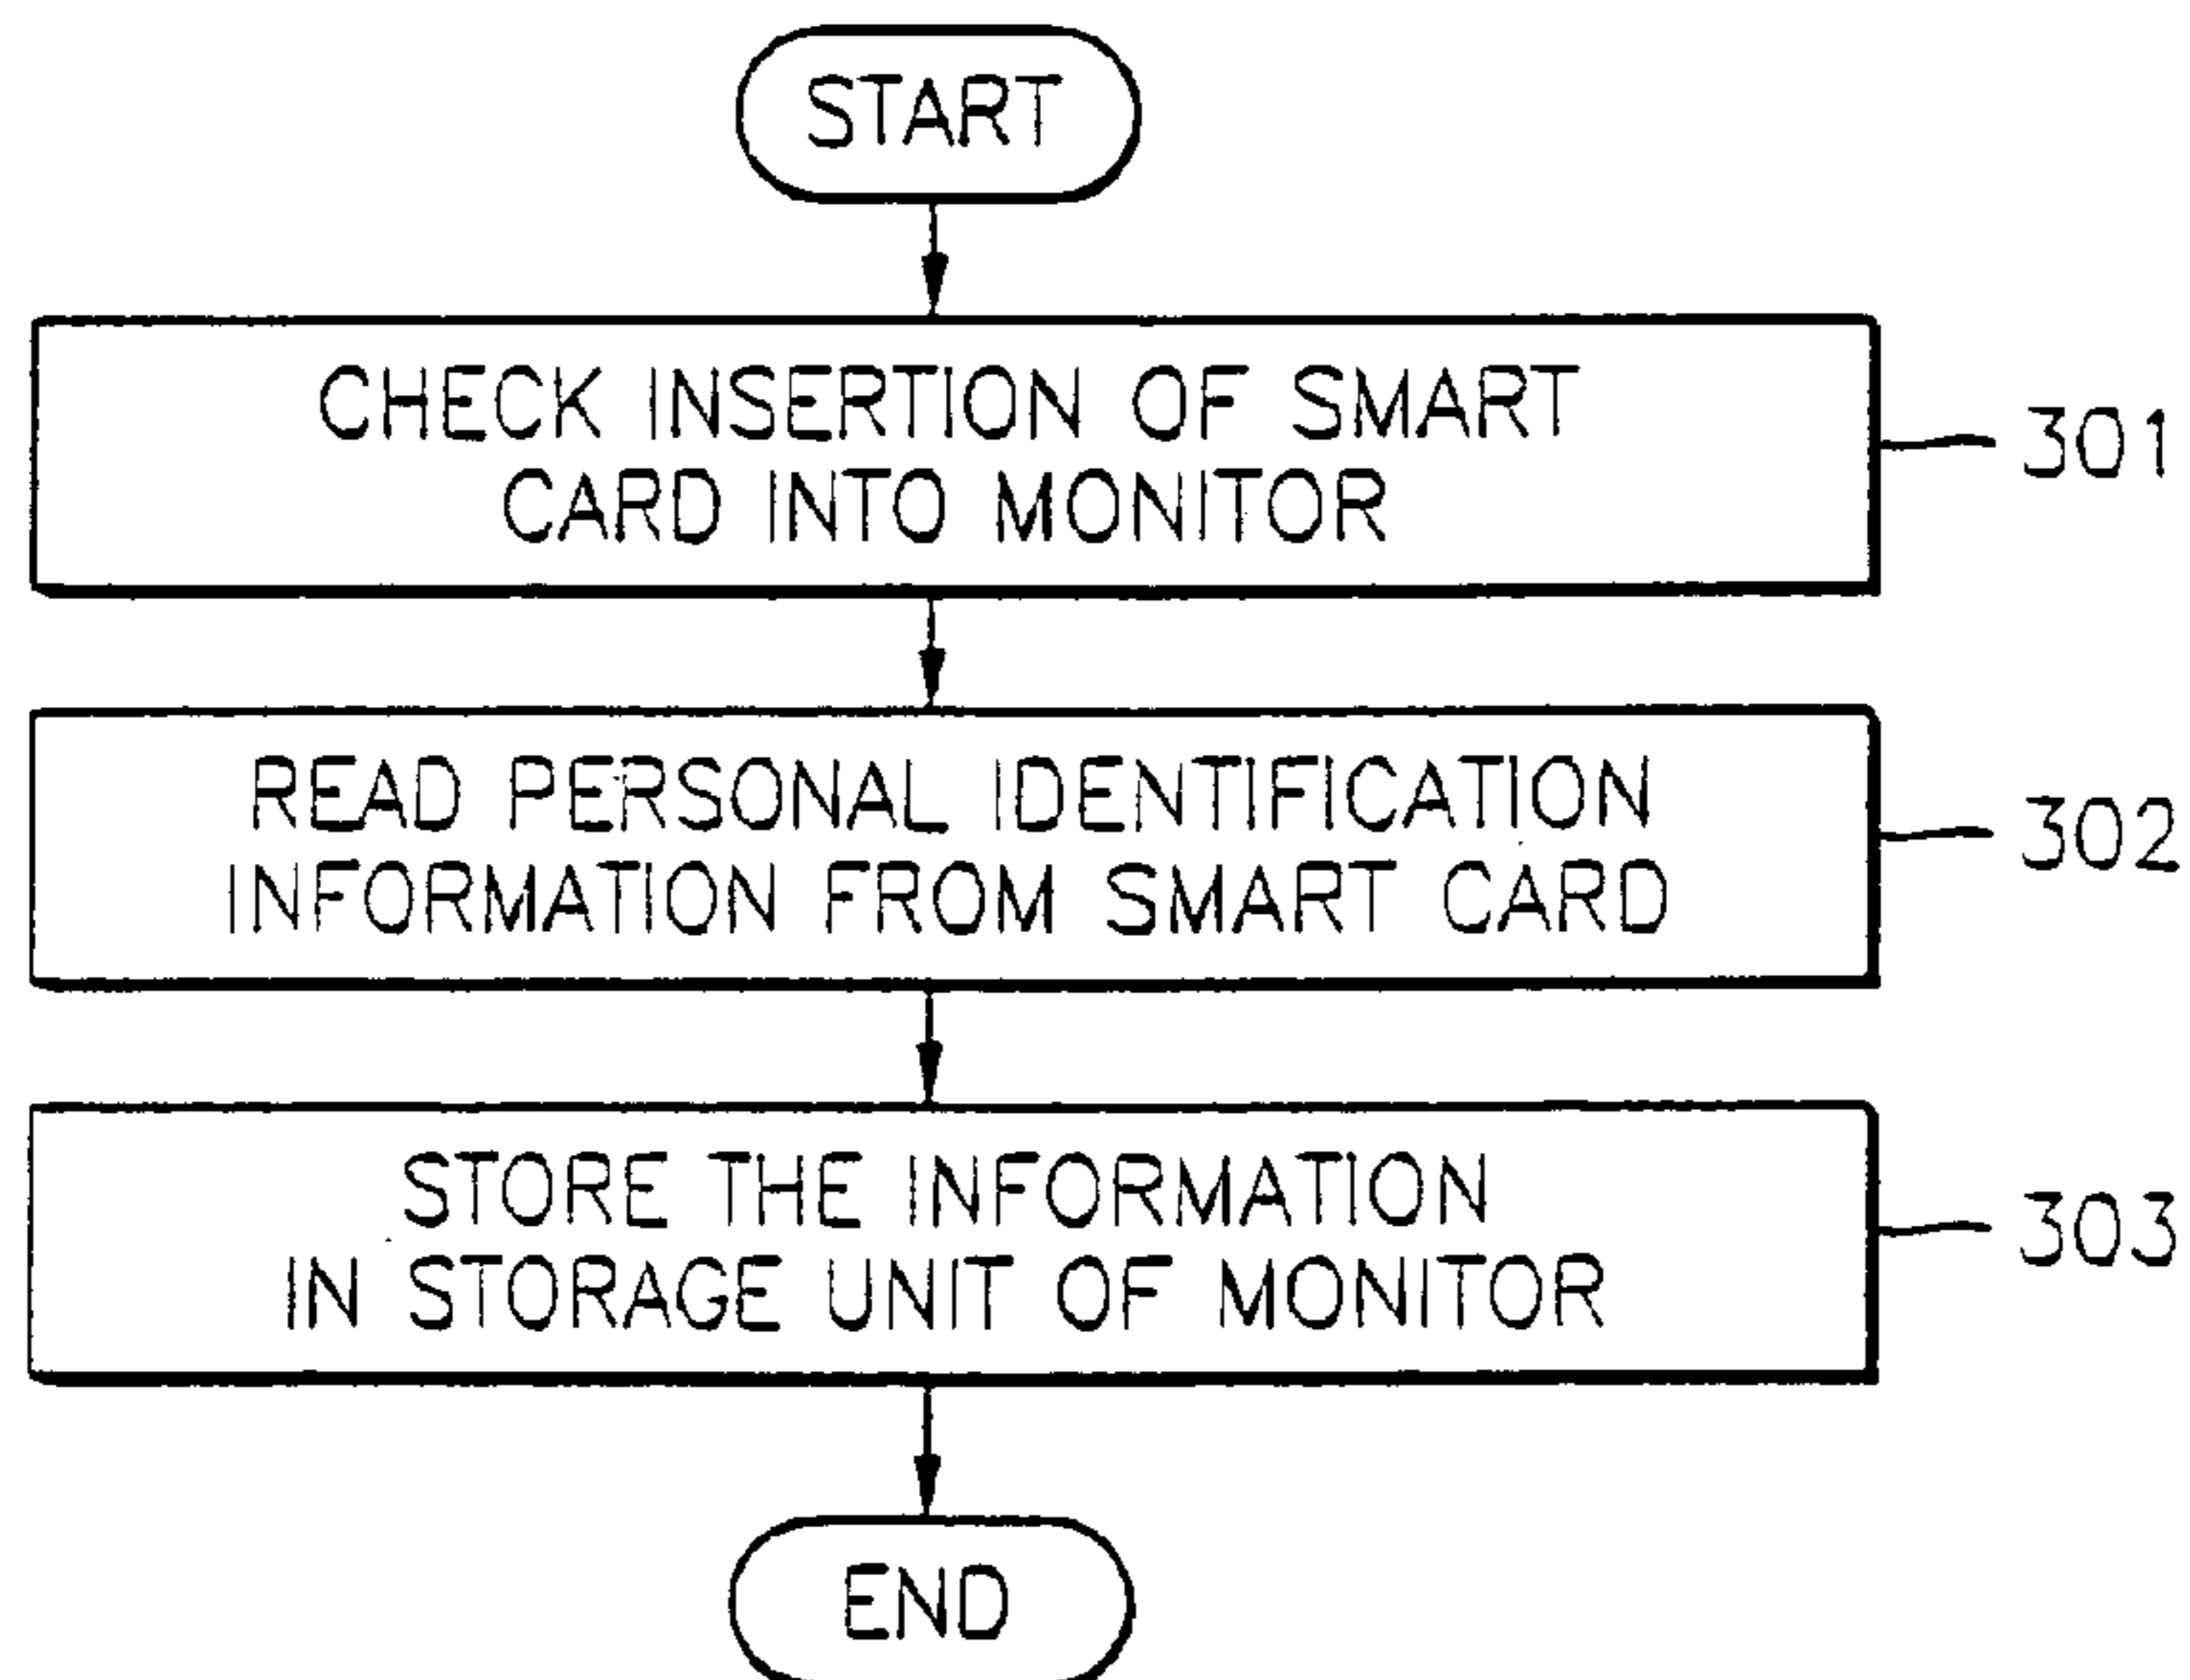 START
CHECK INSERTION OF SMART
CARD INTO MONITOR
301
READ PERSONAL IDENTIFICATION
INFORMATION FROM SMART CARD
302
STORE THE INFORMATION
IN STORAGE UNIT OF MONITOR
303
END